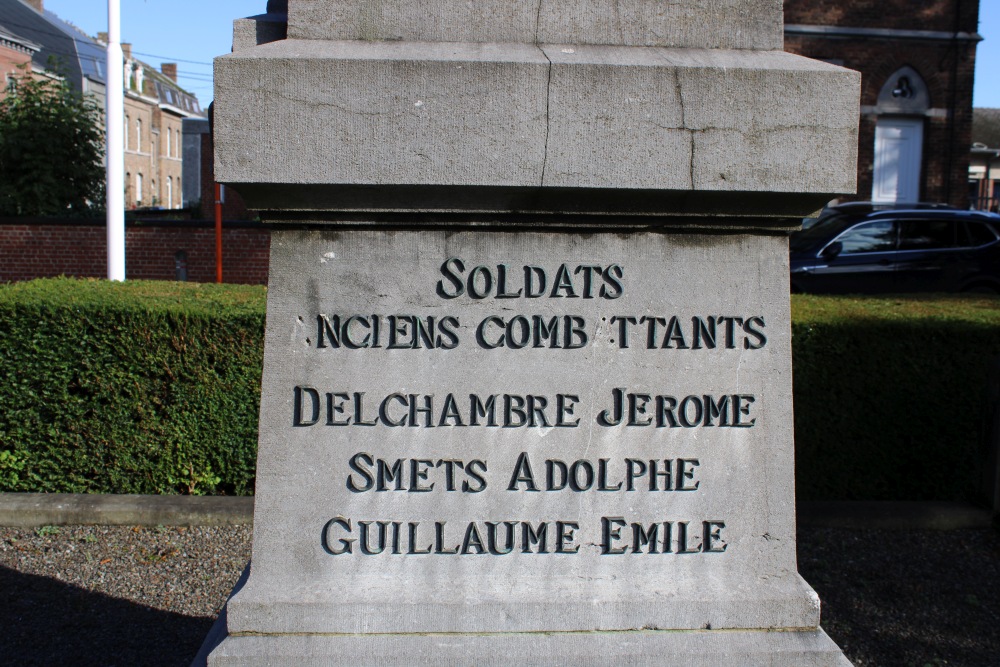 SOLDATS
NCIENS COMB TTANTS
DELCHAMBRE JEROME
SMETS ADOLPHE
GUILLAUME EMILE